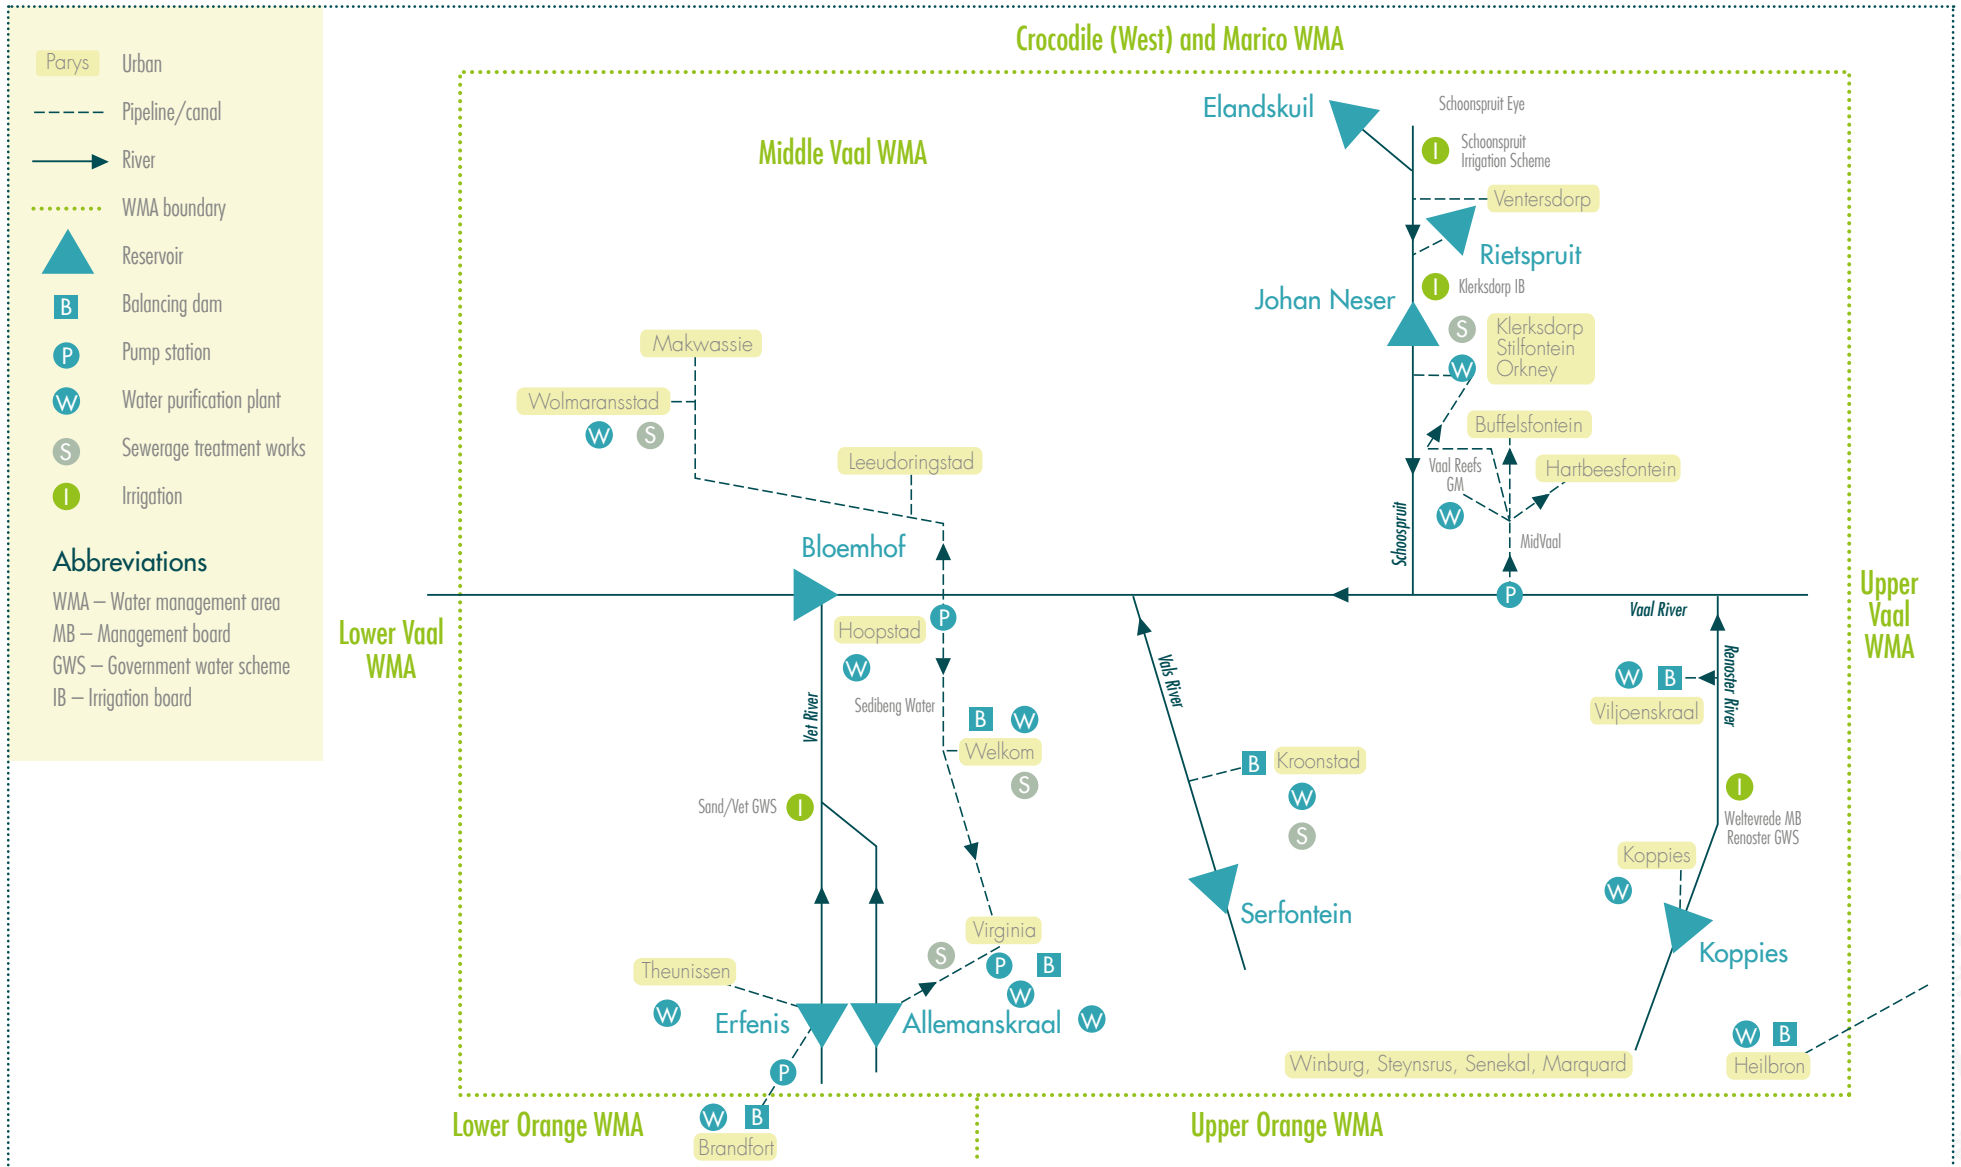 Parys
Urban
Pipeline/canal
River
WMA boundary
Reservoir
B
Balancing dam
P
Pump station
W
Water purification plant
S
Sewerage treatment works
I
Irrigation
Abbreviations
WMA – Water management area
MB – Management board
GWS – Government water scheme
IB – Irrigation board
Crocodile (West) and Marico WMA
Middle Vaal WMA
Elandskuil
Schoonspruit Eye
I
Schoonspruit
Irrigation Scheme
Ventersdorp
Rietspruit
I
Klerksdorp IB
Johan Neser
S
W
Klerksdorp
Stilfontein
Orkney
Makwassie
Wolmaransstad
W
S
Leeudoringstad
Buffelsfontein
Hartbeesfontein
Vaal Reefs
GM
W
MidVaal
Schoospruit
Bloemhof
P
Vaal River
Upper
Vaal
WMA
Lower Vaal
WMA
P
Hoopstad
W
Sedibeng Water
Vet River
Vals River
Renoster River
W
B
Viljoenskraal
B
W
Welkom
S
B
Kroonstad
W
S
Sand/Vet GWS
I
I
Weltevrede MB
Renoster GWS
Koppies
W
Serfontein
Koppies
Virginia
S
P
B
W
W
Theunissen
W
Erfenis
Allemanskraal
P
Winburg, Steynsrus, Senekal, Marquard
W
B
Heilbron
Lower Orange WMA
W
B
Brandfort
Upper Orange WMA